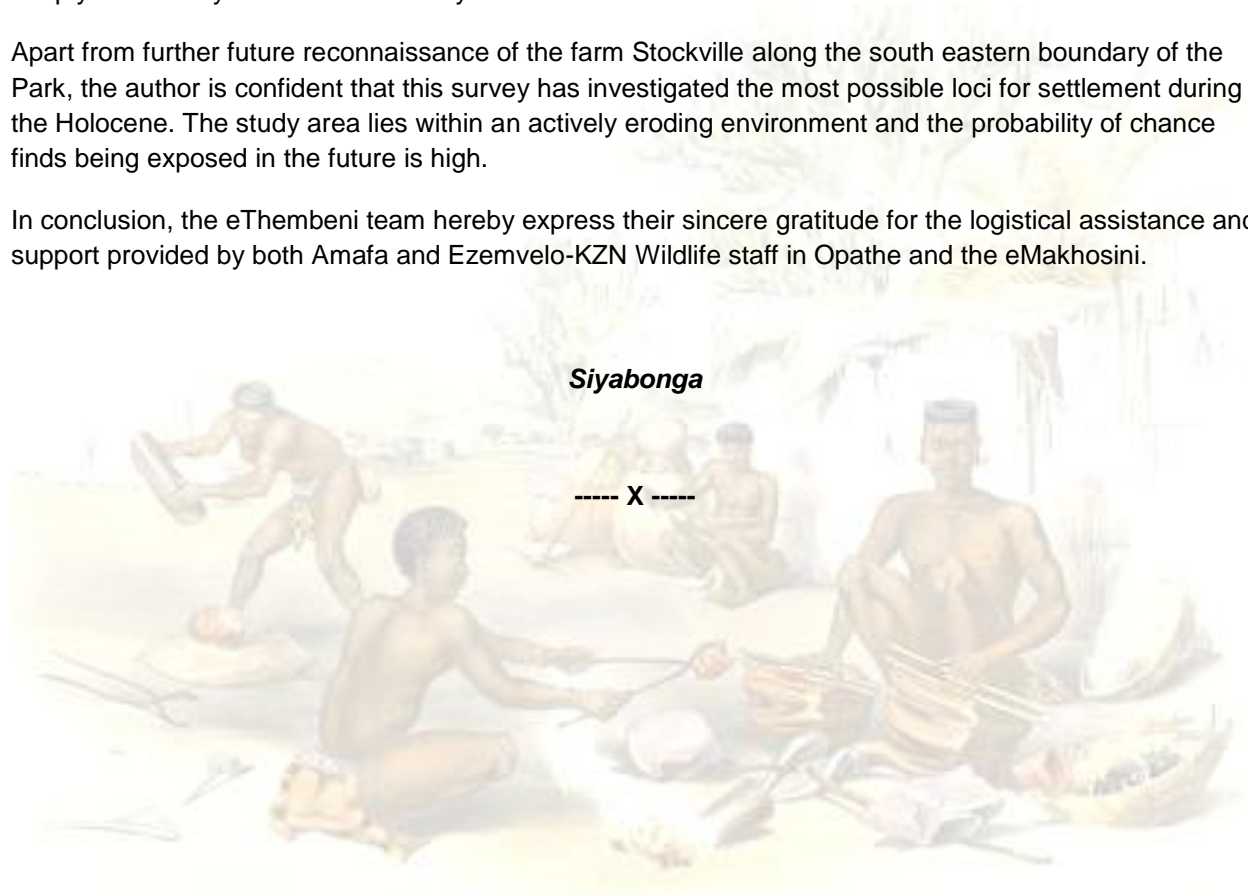 Apart from further future reconnaissance of the farm Stockville along the south eastern boundary of the
Park, the author is confident that this survey has investigated the most possible loci for settlement during
the Holocene. The study area lies within an actively eroding environment and the probability of chance
finds being exposed in the future is high.
In conclusion, the eThembeni team hereby express their sincere gratitude for the logistical assistance and
support provided by both Amafa and Ezemvelo-KZN Wildlife staff in Opathe and the eMakhosini.
Siyabonga
----- X -----